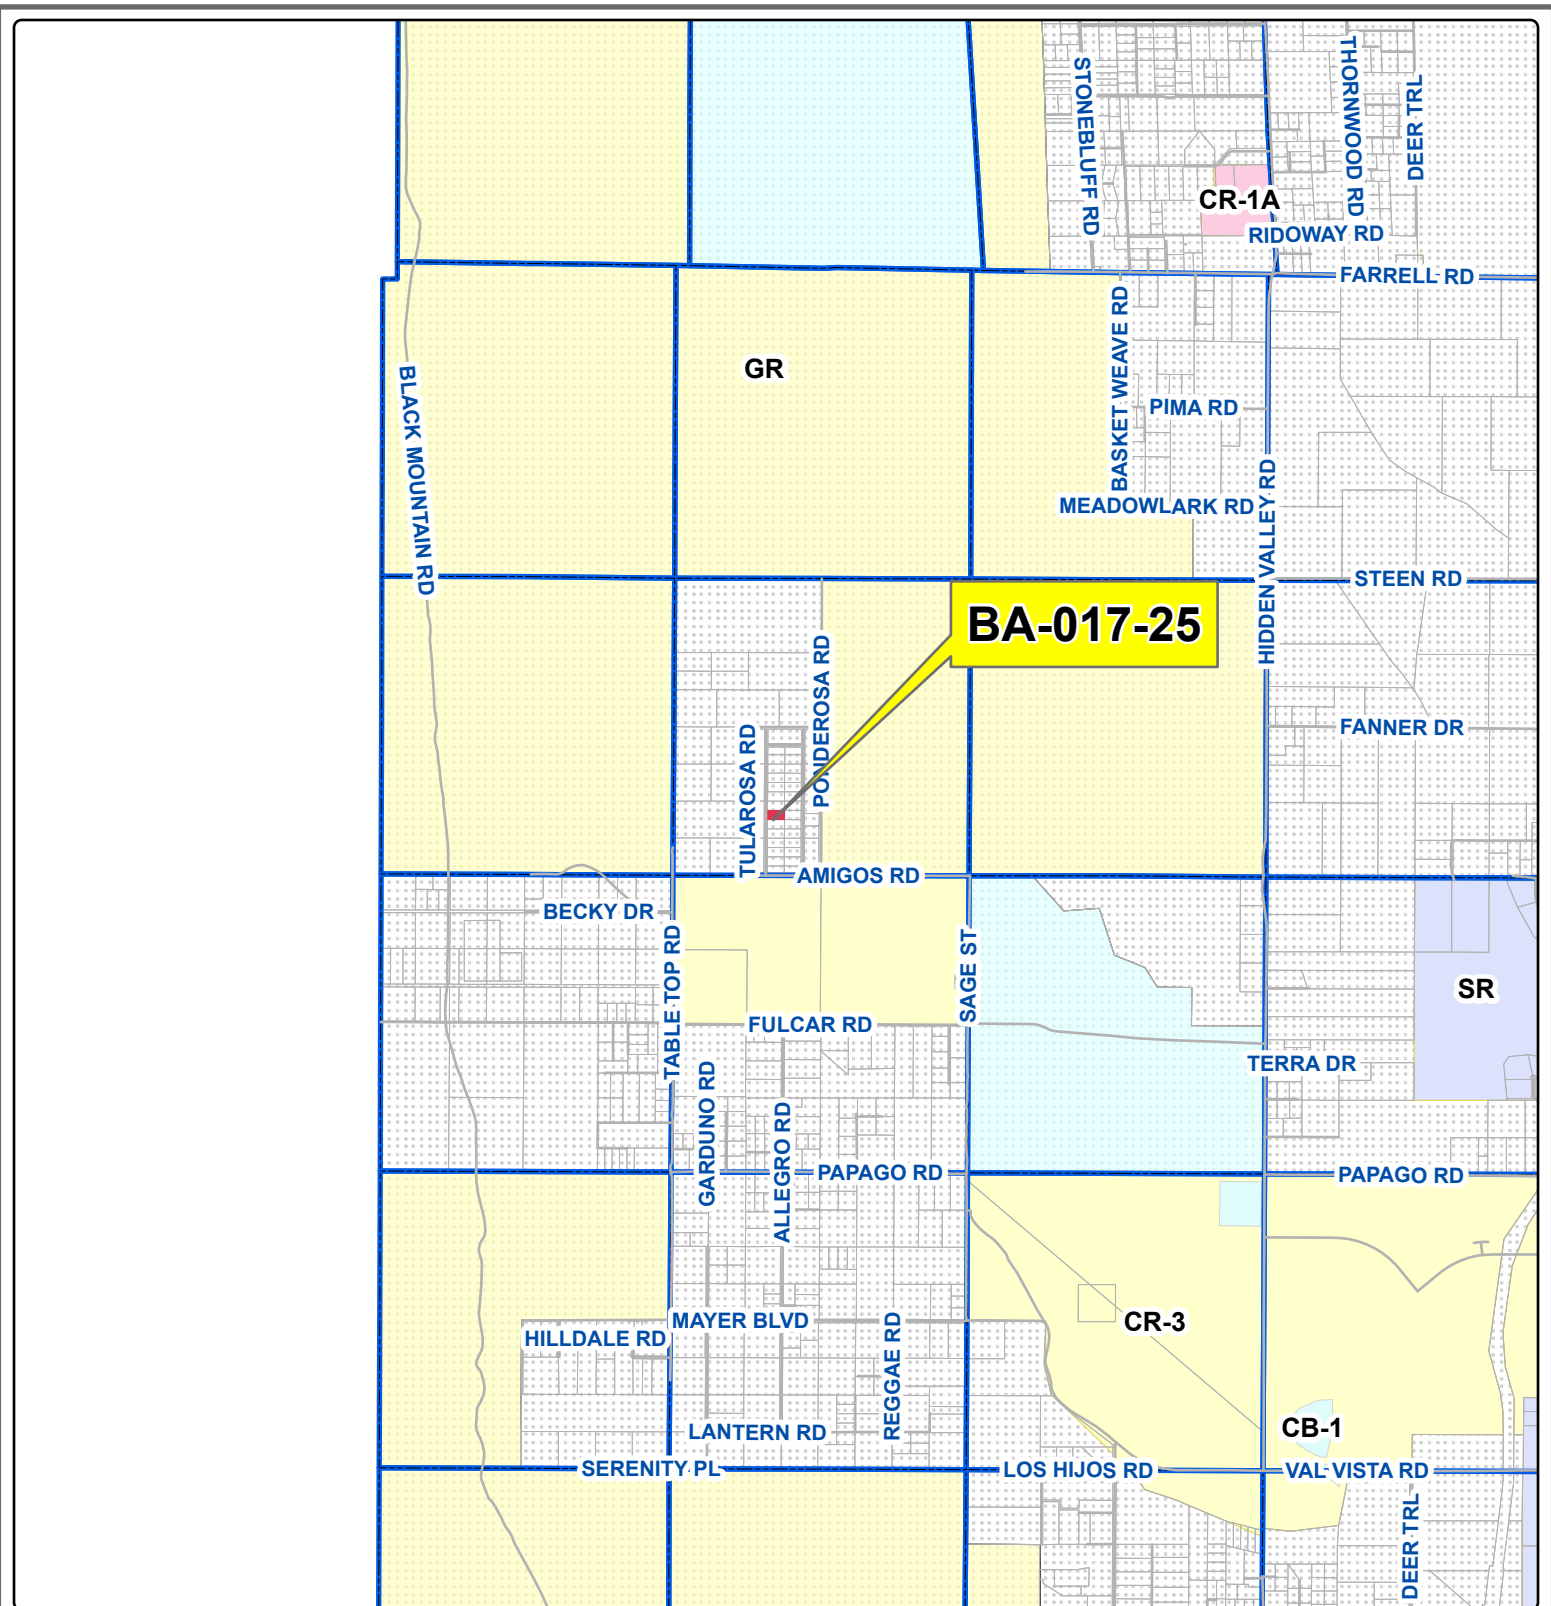 STONEBLUFF RD
THORNWOOD RD
DEER TRL
CR-1A
RIDOWAY RD
FARRELL RD
BASKET WEAVE RD
GR
BLACK MOUNTAIN RD
PIMA RD
HIDDEN VALLEY RD
MEADOWLARK RD
STEEN RD
BA-017-25
PONDEROSA RD
TULAROSA RD
FANNER DR
AMIGOS RD
BECKY DR
TABLE TOP RD
SAGE ST
SR
FULCAR RD
TERRA DR
GARDUNO RD
ALLEGRO RD
PAPAGO RD
PAPAGO RD
MAYER BLVD
CR-3
HILLDALE RD
REGGAE RD
LANTERN RD
CB-1
SERENITY PL
LOS HIJOS RD
VAL VISTA RD
DEER TRL